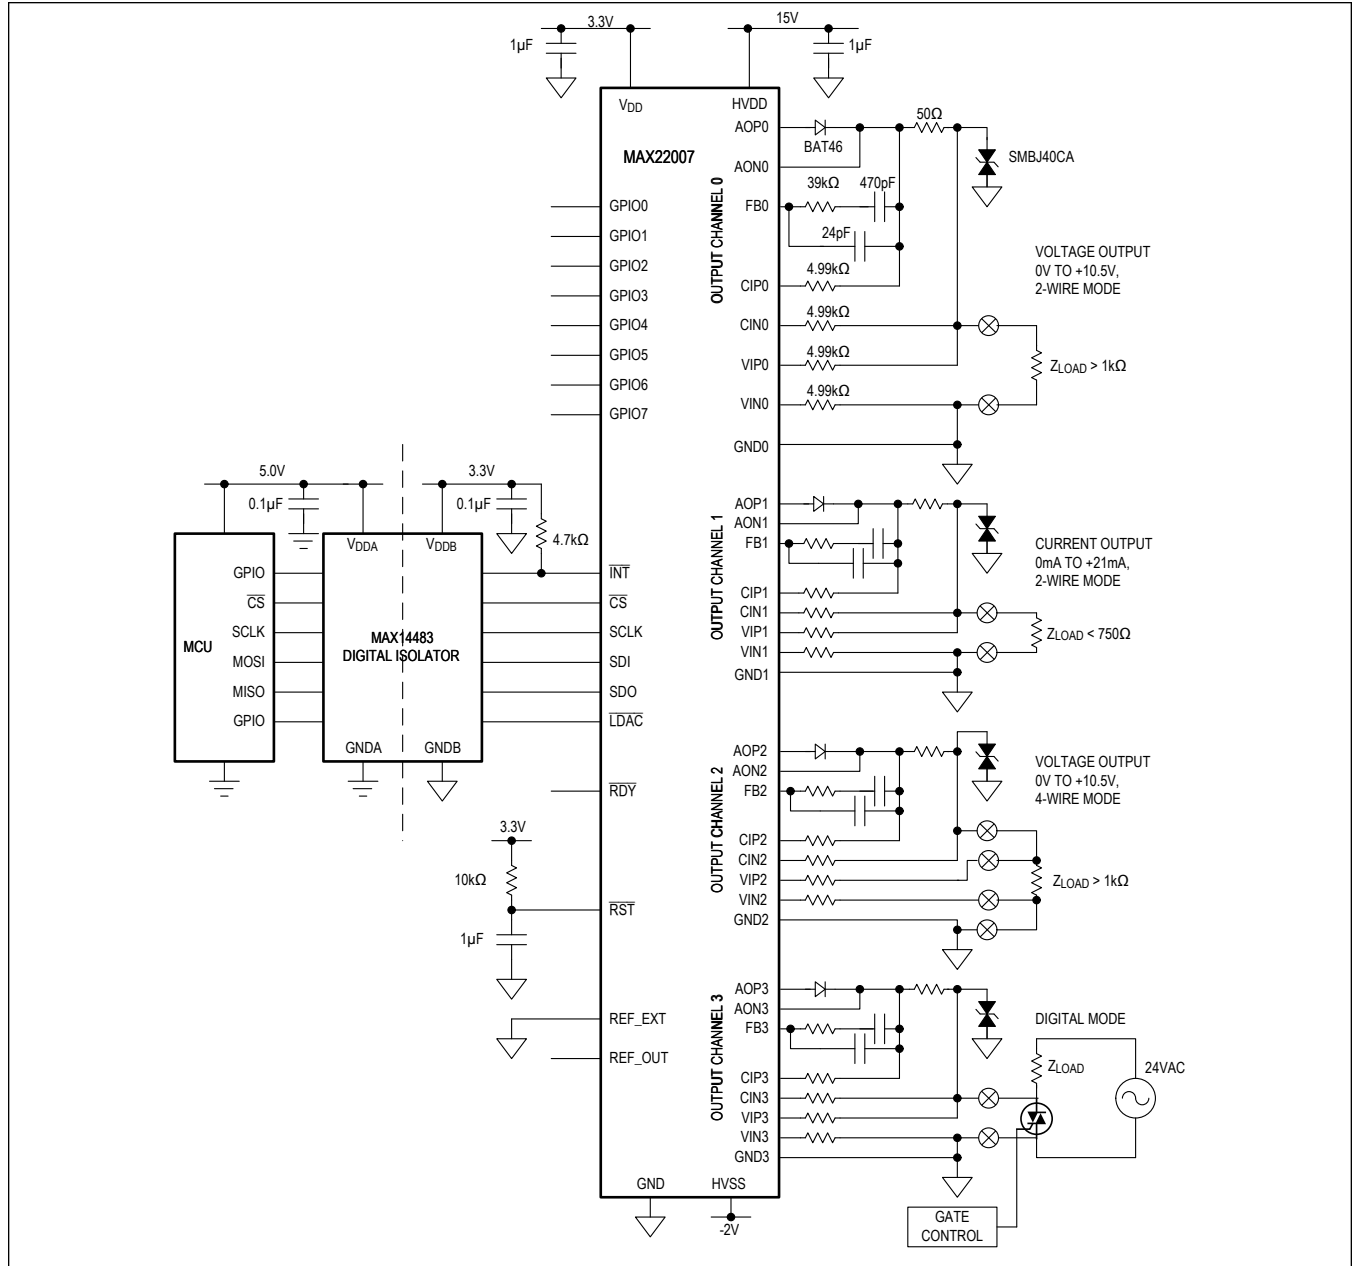 3.3V
15V
1µF
1µF
VDD
HVDD
MAX22007
AOP0
BAT46
50Ω
SMBJ40CA
AON0
39kΩ
470pF
FB0
24pF
4.99kΩ
CIP0
4.99kΩ
CIN0
4.99kΩ
VIP0
4.99kΩ
VIN0
GND0
OUTPUT CHANNEL 0
VOLTAGE OUTPUT
0V TO +10.5V,
2-WIRE MODE
ZLOAD > 1kΩ
GPIO0
GPIO1
GPIO2
GPIO3
GPIO4
GPIO5
GPIO6
GPIO7
5.0V
3.3V
0.1µF
0.1µF
4.7kΩ
VDDA
VDDB
MCU
GPIO
CS
SCLK
MOSI
MISO
GPIO
MAX14483
DIGITAL ISOLATOR
GNDA
GNDB
INT
CS
SCLK
SDI
SDO
LDAC
RDY
3.3V
10kΩ
RST
1µF
REF_EXT
REF_OUT
AOP1
AON1
FB1
CIP1
CIN1
VIP1
VIN1
GND1
OUTPUT CHANNEL 1
CURRENT OUTPUT
0mA TO +21mA,
2-WIRE MODE
ZLOAD < 750Ω
AOP2
AON2
FB2
CIP2
CIN2
VIP2
VIN2
GND2
OUTPUT CHANNEL 2
VOLTAGE OUTPUT
0V TO +10.5V,
4-WIRE MODE
ZLOAD > 1kΩ
AOP3
AON3
FB3
CIP3
CIN3
VIP3
VIN3
GND3
OUTPUT CHANNEL 3
DIGITAL MODE
ZLOAD
24VAC
GATE
CONTROL
GND
HVSS
-2V